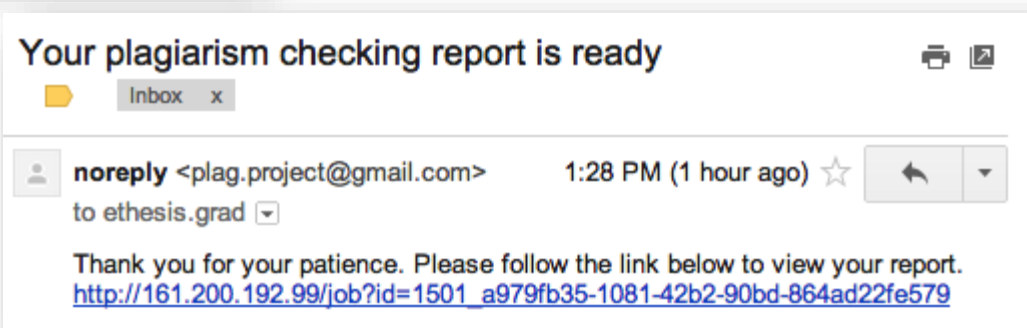 Your plagiarism checking report is ready
Inbox x
noreply <plag.project@gmail.com> 1:28 PM (1 hour ago)
to ethesis.grad
Thank you for your patience. Please follow the link below to view your report.
http://161.200.192.99/job?id=1501_a979fb35-1081-42b2-90bd-864ad22fe579